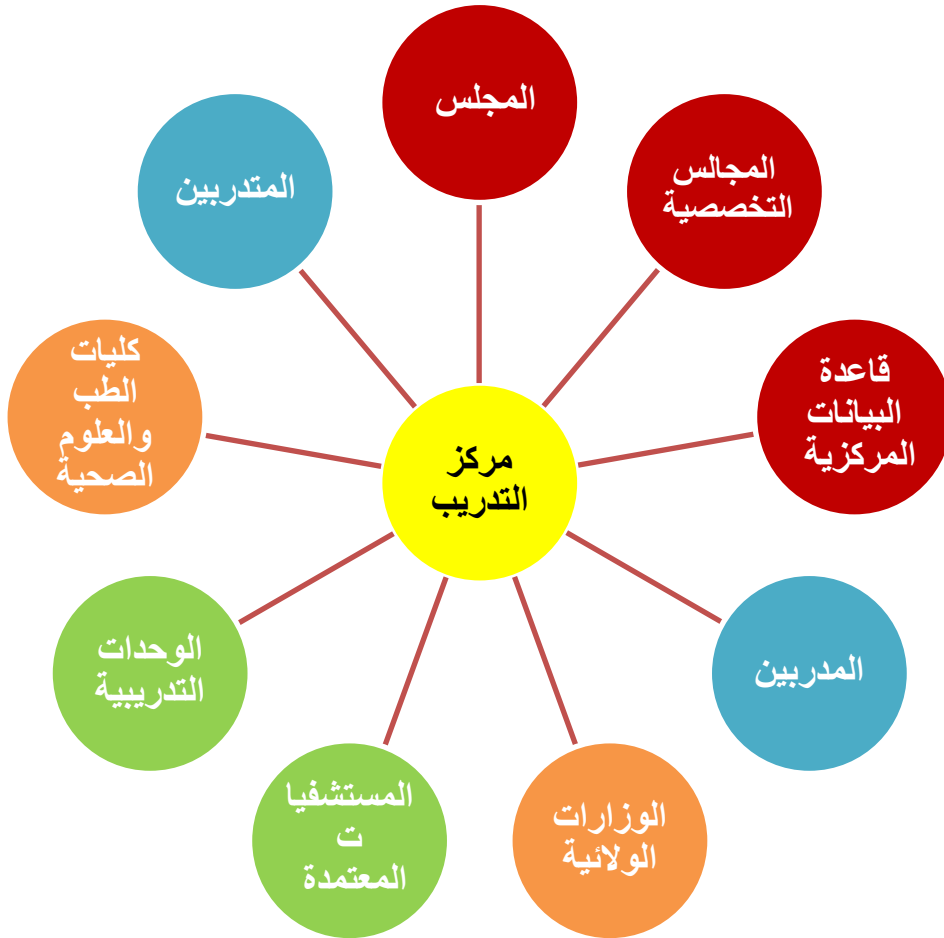 المجلس
المجالس
التخصصية
قاعدة
البيانات
المركزية
المدربين
الوزارات
الولائية
المستشفيا
ت
المعتمدة
الوحدات
التدريبية
كليات
الطب
والعلوم
الصحية
المتدربين
مركز
التدريب